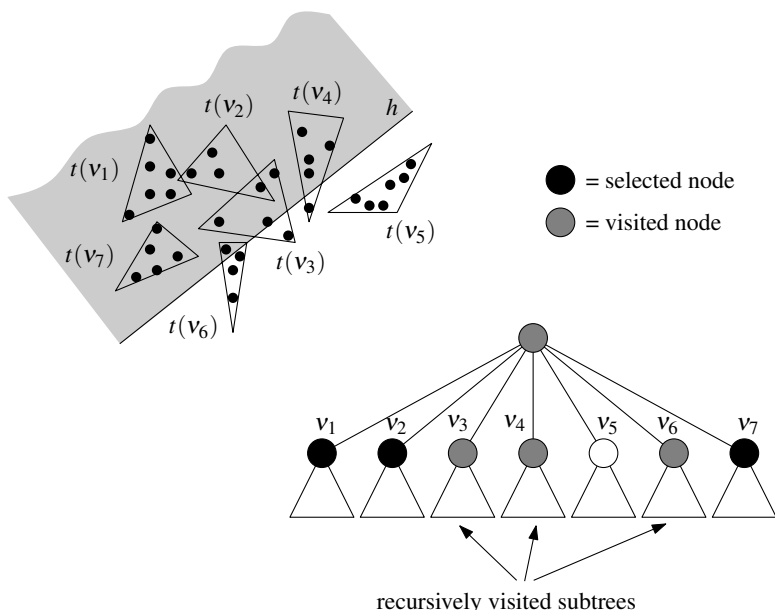 t(ν4)
h
t(ν2)
t(ν1)
= selected node
= visited node
t(ν5)
t(ν7)
t(ν3)
t(ν6)
ν1 ν2 ν3 ν4 ν5 ν6 ν7
recursively visited subtrees